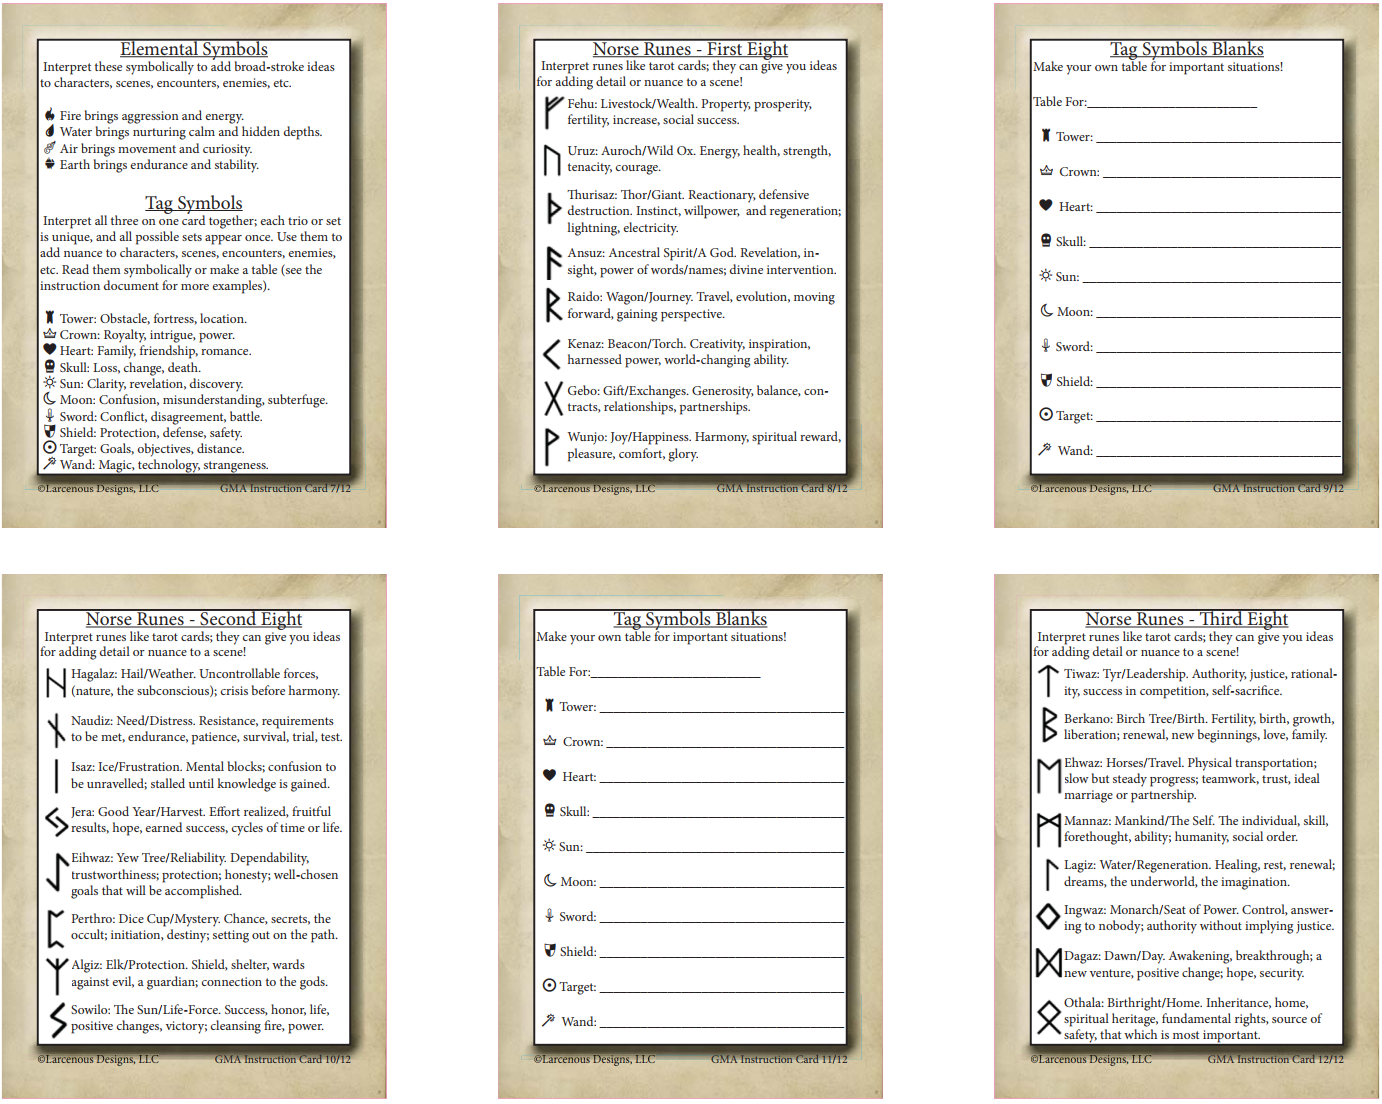 Elemental Symbols
Interpret these symbolically to add broad-stroke ideas
to characters, scenes, encounters, enemies, etc.
Fire brings aggression and energy.
Water brings nurturing calm and hidden depths.
Air brings movement and curiosity.
Earth brings endurance and stability.
Tag Symbols
Interpret all three on one card together; each trio or set
is unique, and all possible sets appear once. Use them to
add nuance to characters, scenes, encounters, enemies,
etc. Read them symbolically or make a table (see the
instruction document for more examples).
Tower: Obstacle, fortress, location.
Crown: Royalty, intrigue, power.
Heart: Family, friendship, romance.
Skull: Loss, change, death.
Sun: Clarity, revelation, discovery.
Moon: Confusion, misunderstanding, subterfuge.
Sword: Conflict, disagreement, battle.
Shield: Protection, defense, safety.
Target: Goals, objectives, distance.
Wand: Magic, technology, strangeness.
©Larcenous Designs, LLC GMA Instruction Card 7/12
Norse Runes - First Eight
Interpret runes like tarot cards; they can give you ideas
for adding detail or nuance to a scene!
Fehu: Livestock/Wealth. Property, prosperity,
fertility, increase, social success.
Uruz: Auroch/Wild Ox. Energy, health, strength,
tenacity, courage.
Thurisaz: Thor/Giant. Reactionary, defensive
destruction. Instinct, willpower, and regeneration;
lightning, electricity.
Ansuz: Ancestral Spirit/A God. Revelation, in-
sight, power of words/names; divine intervention.
Raido: Wagon/Journey. Travel, evolution, moving
forward, gaining perspective.
Kenaz: Beacon/Torch. Creativity, inspiration,
harnessed power, world-changing ability.
Gebo: Gift/Exchanges. Generosity, balance, con-
tracts, relationships, partnerships.
Wunjo: Joy/Happiness. Harmony, spiritual reward,
pleasure, comfort, glory.
©Larcenous Designs, LLC GMA Instruction Card 8/12
Tag Symbols Blanks
Make your own table for important situations!
Table For:__________________________
Tower: ______________________________________
Crown: _____________________________________
Heart: ______________________________________
Skull: _______________________________________
Sun: ________________________________________
Moon: ______________________________________
Sword: ______________________________________
Shield: ______________________________________
Target: ______________________________________
Wand: ______________________________________
©Larcenous Designs, LLC GMA Instruction Card 9/12
Norse Runes - Second Eight
Interpret runes like tarot cards; they can give you ideas
for adding detail or nuance to a scene!
Hagalaz: Hail/Weather. Uncontrollable forces,
(nature, the subconscious); crisis before harmony.
Naudiz: Need/Distress. Resistance, requirements
to be met, endurance, patience, survival, trial, test.
Isaz: Ice/Frustration. Mental blocks; confusion to
be unravelled; stalled until knowledge is gained.
Jera: Good Year/Harvest. Effort realized, fruitful
results, hope, earned success, cycles of time or life.
Eihwaz: Yew Tree/Reliability. Dependability,
trustworthiness; protection; honesty; well-chosen
goals that will be accomplished.
Perthro: Dice Cup/Mystery. Chance, secrets, the
occult; initiation, destiny; setting out on the path.
Algiz: Elk/Protection. Shield, shelter, wards
against evil, a guardian; connection to the gods.
Sowilo: The Sun/Life-Force. Success, honor, life,
positive changes, victory; cleansing fire, power.
©Larcenous Designs, LLC GMA Instruction Card 10/12
Tag Symbols Blanks
Make your own table for important situations!
Table For:__________________________
Tower: ______________________________________
Crown: _____________________________________
Heart: ______________________________________
Skull: _______________________________________
Sun: ________________________________________
Moon: ______________________________________
Sword: ______________________________________
Shield: ______________________________________
Target: ______________________________________
Wand: ______________________________________
©Larcenous Designs, LLC GMA Instruction Card 11/12
Norse Runes - Third Eight
Interpret runes like tarot cards; they can give you ideas
for adding detail or nuance to a scene!
Tiwaz: Tyr/Leadership. Authority, justice, rational-
ity, success in competition, self-sacrifice.
Berkano: Birch Tree/Birth. Fertility, birth, growth,
liberation; renewal, new beginnings, love, family.
Ehwaz: Horses/Travel. Physical transportation;
slow but steady progress; teamwork, trust, ideal
marriage or partnership.
Mannaz: Mankind/The Self. The individual, skill,
forethought, ability; humanity, social order.
Lagiz: Water/Regeneration. Healing, rest, renewal;
dreams, the underworld, the imagination.
Ingwaz: Monarch/Seat of Power. Control, answer-
ing to nobody; authority without implying justice.
Dagaz: Dawn/Day. Awakening, breakthrough; a
new venture, positive change; hope, security.
Othala: Birthright/Home. Inheritance, home,
spiritual heritage, fundamental rights, source of
safety, that which is most important.
©Larcenous Designs, LLC GMA Instruction Card 12/12